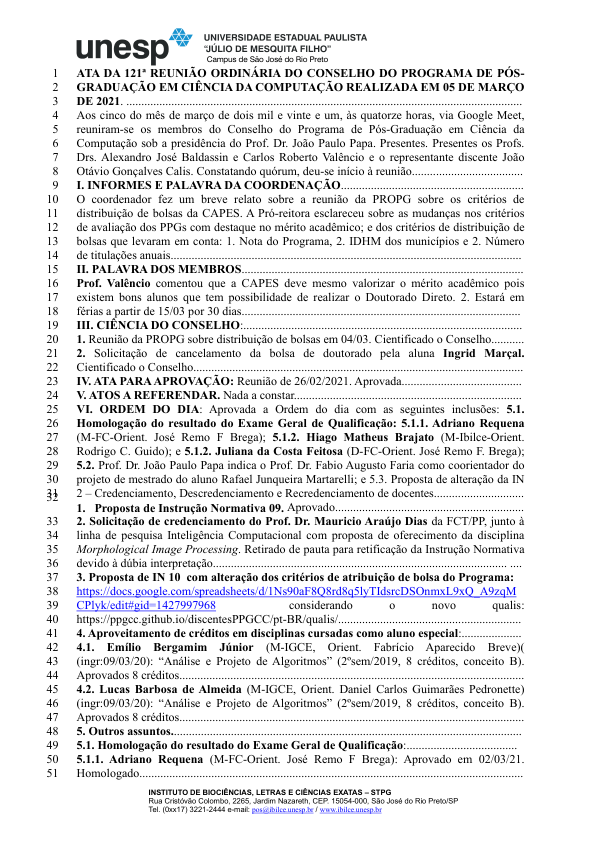 unesp
UNIVERSIDADE ESTADUAL PAULISTA
“JÚLIO DE MESQUITA FILHO”
Campus de São José do Rio Preto
1 ATA DA 121ª REUNIÃO ORDINÁRIA DO CONSELHO DO PROGRAMA DE PÓS-
2 GRADUAÇÃO EM CIÊNCIA DA COMPUTAÇÃO REALIZADA EM 05 DE MARÇO
3 DE 2021. ....................................................................................................................................
4 Aos cinco do mês de março de dois mil e vinte e um, às quatorze horas, via Google Meet,
5 reuniram-se os membros do Conselho do Programa de Pós-Graduação em Ciência da
6 Computação sob a presidência do Prof. Dr. João Paulo Papa. Presentes. Presentes os Profs.
7 Drs. Alexandro José Baldassin e Carlos Roberto Valêncio e o representante discente João
8 Otávio Gonçalves Calis. Constatando quórum, deu-se início à reunião.....................................
9 I. INFORMES E PALAVRA DA COORDENAÇÃO.............................................................
10 O coordenador fez um breve relato sobre a reunião da PROPG sobre os critérios de
11 distribuição de bolsas da CAPES. A Pró-reitora esclareceu sobre as mudanças nos critérios
12 de avaliação dos PPGs com destaque no mérito acadêmico; e dos critérios de distribuição de
13 bolsas que levaram em conta: 1. Nota do Programa, 2. IDHM dos municípios e 2. Número
14 de titulações anuais.....................................................................................................................
15 II. PALAVRA DOS MEMBROS..............................................................................................
16 Prof. Valêncio comentou que a CAPES deve mesmo valorizar o mérito acadêmico pois
17 existem bons alunos que tem possibilidade de realizar o Doutorado Direto. 2. Estará em
18 férias a partir de 15/03 por 30 dias.............................................................................................
19 III. CIÊNCIA DO CONSELHO:.............................................................................................
20 1. Reunião da PROPG sobre distribuição de bolsas em 04/03. Cientificado o Conselho...........
21 2. Solicitação de cancelamento da bolsa de doutorado pela aluna Ingrid Marçal.
22 Cientificado o Conselho..............................................................................................................
23 IV. ATA PARA APROVAÇÃO: Reunião de 26/02/2021. Aprovada........................................
24 V. ATOS A REFERENDAR. Nada a constar............................................................................
25 VI. ORDEM DO DIA: Aprovada a Ordem do dia com as seguintes inclusões: 5.1.
26 Homologação do resultado do Exame Geral de Qualificação: 5.1.1. Adriano Requena
27 (M-FC-Orient. José Remo F Brega); 5.1.2. Hiago Matheus Brajato (M-Ibilce-Orient.
28 Rodrigo C. Guido); e 5.1.2. Juliana da Costa Feitosa (D-FC-Orient. José Remo F. Brega);
29 5.2. Prof. Dr. João Paulo Papa indica o Prof. Dr. Fabio Augusto Faria como coorientador do
30 projeto de mestrado do aluno Rafael Junqueira Martarelli; e 5.3. Proposta de alteração da IN
31 2 – Credenciamento, Descredenciamento e Recredenciamento de docentes..............................
32 1. Proposta de Instrução Normativa 09. Aprovado...............................................................
33 2. Solicitação de credenciamento do Prof. Dr. Mauricio Araújo Dias da FCT/PP, junto à
34 linha de pesquisa Inteligência Computacional com proposta de oferecimento da disciplina
35 Morphological Image Processing. Retirado de pauta para retificação da Instrução Normativa
36 devido à dúbia interpretação............................................................................................... ....
37 3. Proposta de IN 10 com alteração dos critérios de atribuição de bolsa do Programa:
38 https://docs.google.com/spreadsheets/d/1Ns90aF8Q8rd8q5lyTIdsrcDSOnmxL9xQ_A9zqM
39 CPlyk/edit#gid=1427997968 considerando o novo qualis:
40 https://ppgcc.github.io/discentesPPGCC/pt-BR/qualis/.............................................................
41 4. Aproveitamento de créditos em disciplinas cursadas como aluno especial:....................
42 4.1. Emílio Bergamim Júnior (M-IGCE, Orient. Fabrício Aparecido Breve)(
43 (ingr:09/03/20): “Análise e Projeto de Algoritmos” (2ºsem/2019, 8 créditos, conceito B).
44 Aprovados 8 créditos..................................................................................................................
45 4.2. Lucas Barbosa de Almeida (M-IGCE, Orient. Daniel Carlos Guimarães Pedronette)
46 (ingr:09/03/20): “Análise e Projeto de Algoritmos” (2ºsem/2019, 8 créditos, conceito B).
47 Aprovados 8 créditos..................................................................................................................
48 5. Outros assuntos.....................................................................................................................
49 5.1. Homologação do resultado do Exame Geral de Qualificação:.....................................
50 5.1.1. Adriano Requena (M-FC-Orient. José Remo F Brega): Aprovado em 02/03/21.
51 Homologado................................................................................................................................
INSTITUTO DE BIOCIÊNCIAS, LETRAS E CIÊNCIAS EXATAS – STPG
Rua Cristóvão Colombo, 2265, Jardim Nazareth, CEP. 15054-000, São José do Rio Preto/SP
Tel. (0xx17) 3221-2444 e-mail: pos@ibilce.unesp.br / www.ibilce.unesp.br